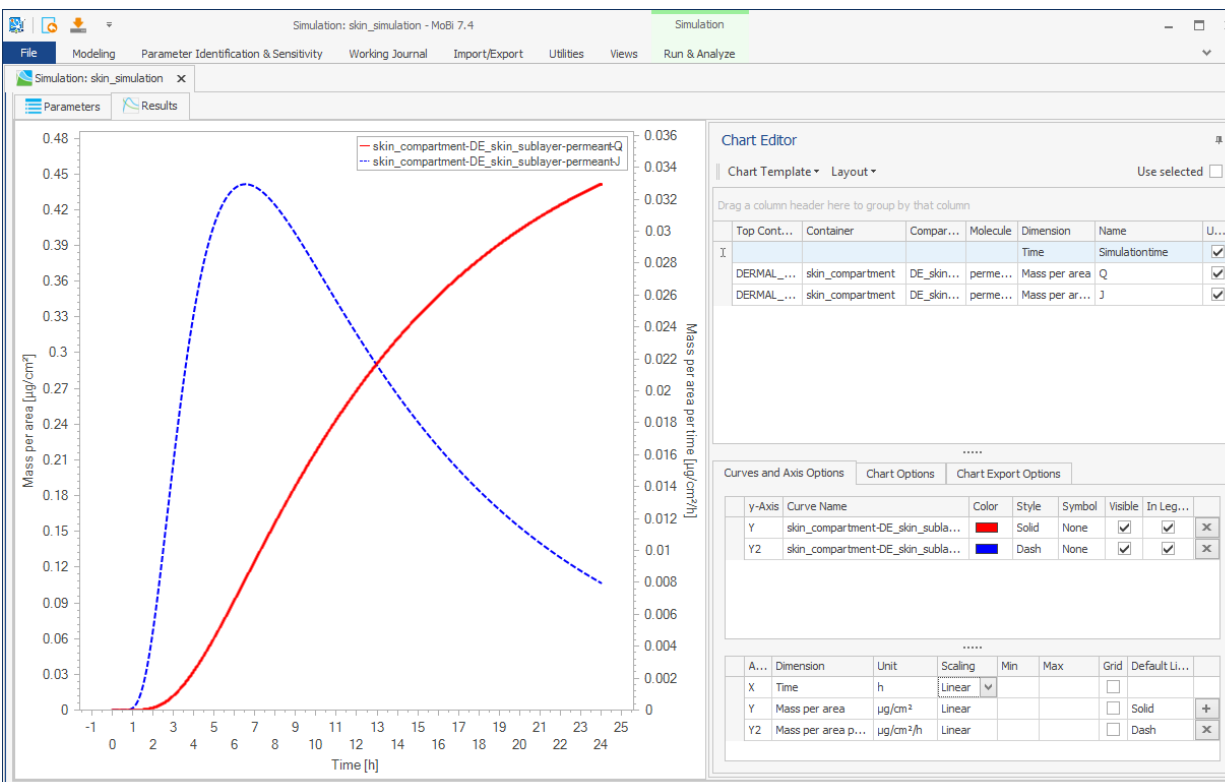 Simulation: skin_simulation - MoBi 7.4
Simulation
File Modeling Parameter Identification & Sensitivity Working Journal Import/Export Utilities Views Run & Analyze
Simulation: skin_simulation
Parameters Results
skin_compartment-DE_skin_sublayer-permeant-Q
skin_compartment-DE_skin_sublayer-permeant-J
Mass per area [µg/cm²]
0.48
0.45
0.42
0.39
0.36
0.33
0.3
0.27
0.24
0.21
0.18
0.15
0.12
0.09
0.06
0.03
0
0.036
0.034
0.032
0.03
0.028
0.026
0.024
0.022
0.020
0.018
0.016
0.014
0.012
0.01
0.008
0.006
0.004
0.002
0
Mass per area per time [µg/cm²/h]
-1 1 3 5 7 9 11 13 15 17 19 21 23 25
0 2 4 6 8 10 12 14 16 18 20 22 24
Time [h]
Chart Editor
Chart Template Layout Use selected
Drag a column header here to group by that column
Top Cont... Container Compar... Molecule Dimension Name U...
Time Simulationtime
DERMAL_... skin_compartment DE_skin... perme... Mass per area Q
DERMAL_... skin_compartment DE_skin... perme... Mass per ar... J
Curves and Axis Options Chart Options Chart Export Options
y-Axis Curve Name Color Style Symbol Visible In Leg...
Y skin_compartment-DE_skin_subla... Solid None
Y2 skin_compartment-DE_skin_subla... Dash None
A... Dimension Unit Scaling Min Max Grid Default Li...
X Time h Linear
Y Mass per area µg/cm² Linear Solid
Y2 Mass per area p... µg/cm²/h Linear Dash